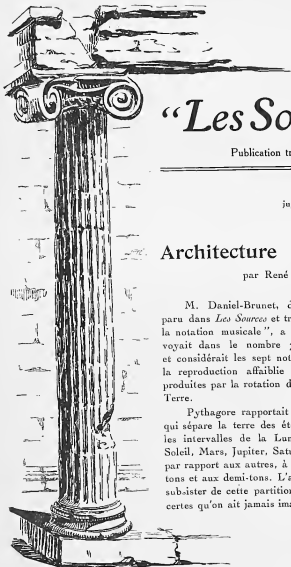 “Les So
Publication tr
ju
Architecture
par René
M. Daniel-Brunet, d
paru dans Les Sources et tr
la notation musicale”, a
voyait dans le nombre
et considérait les sept not
la reproduction affaiblie
produites par la rotation d
Terre.
Pythagore rapportait
qui sépare la terre des ét
les intervalles de la Lun
Soleil, Mars, Jupiter, Satu
par rapport aux autres, à
tons et aux demi-tons. L'a
subsister de cette partition
certes qu'on ait jamais ima